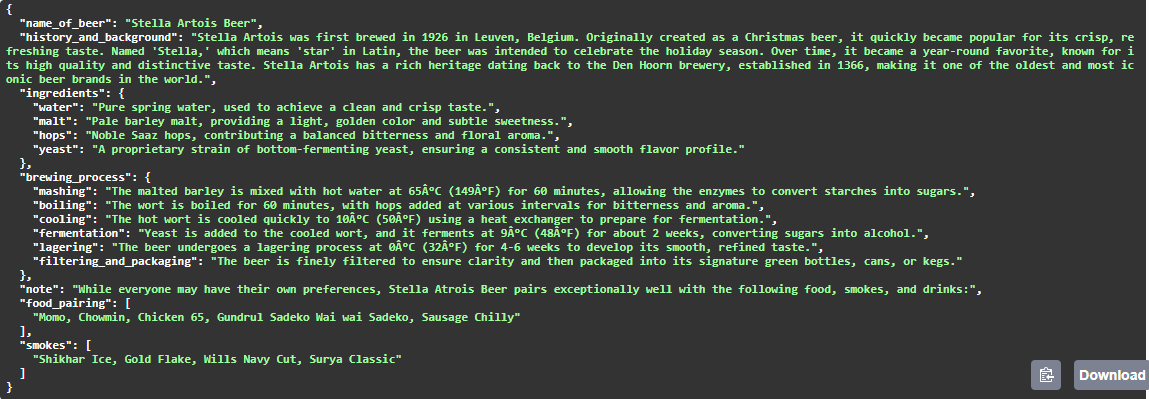 {
  "name_of_beer": "Stella Artois Beer",
  "history_and_background": "Stella Artois was first brewed in 1926 in Leuven, Belgium. Originally created as a Christmas beer, it quickly became popular for its crisp, re
freshing taste. Named 'Stella,' which means 'star' in Latin, the beer was intended to celebrate the holiday season. Over time, it became a year-round favorite, known for i
ts high quality and distinctive taste. Stella Artois has a rich heritage dating back to the Den Hoorn brewery, established in 1366, making it one of the oldest and most ic
onic beer brands in the world.",
  "ingredients": {
    "water": "Pure spring water, used to achieve a clean and crisp taste.",
    "malt": "Pale barley malt, providing a light, golden color and subtle sweetness.",
    "hops": "Noble Saaz hops, contributing a balanced bitterness and floral aroma.",
    "yeast": "A proprietary strain of bottom-fermenting yeast, ensuring a consistent and smooth flavor profile."
  },
  "brewing_process": {
    "mashing": "The malted barley is mixed with hot water at 65Â°C (149Â°F) for 60 minutes, allowing the enzymes to convert starches into sugars.",
    "boiling": "The wort is boiled for 60 minutes, with hops added at various intervals for bitterness and aroma.",
    "cooling": "The hot wort is cooled quickly to 10Â°C (50Â°F) using a heat exchanger to prepare for fermentation.",
    "fermentation": "Yeast is added to the cooled wort, and it ferments at 9Â°C (48Â°F) for about 2 weeks, converting sugars into alcohol.",
    "lagering": "The beer undergoes a lagering process at 0Â°C (32Â°F) for 4-6 weeks to develop its smooth, refined taste.",
    "filtering_and_packaging": "The beer is finely filtered to ensure clarity and then packaged into its signature green bottles, cans, or kegs."
  },
  "note": "While everyone may have their own preferences, Stella Atrois Beer pairs exceptionally well with the following food, smokes, and drinks:",
  "food_pairing": [
    "Momo, Chowmin, Chicken 65, Gundrul Sadeko Wai wai Sadeko, Sausage Chilly"
  ],
  "smokes": [
    "Shikhar Ice, Gold Flake, Wills Navy Cut, Surya Classic"
  ]
}
Download